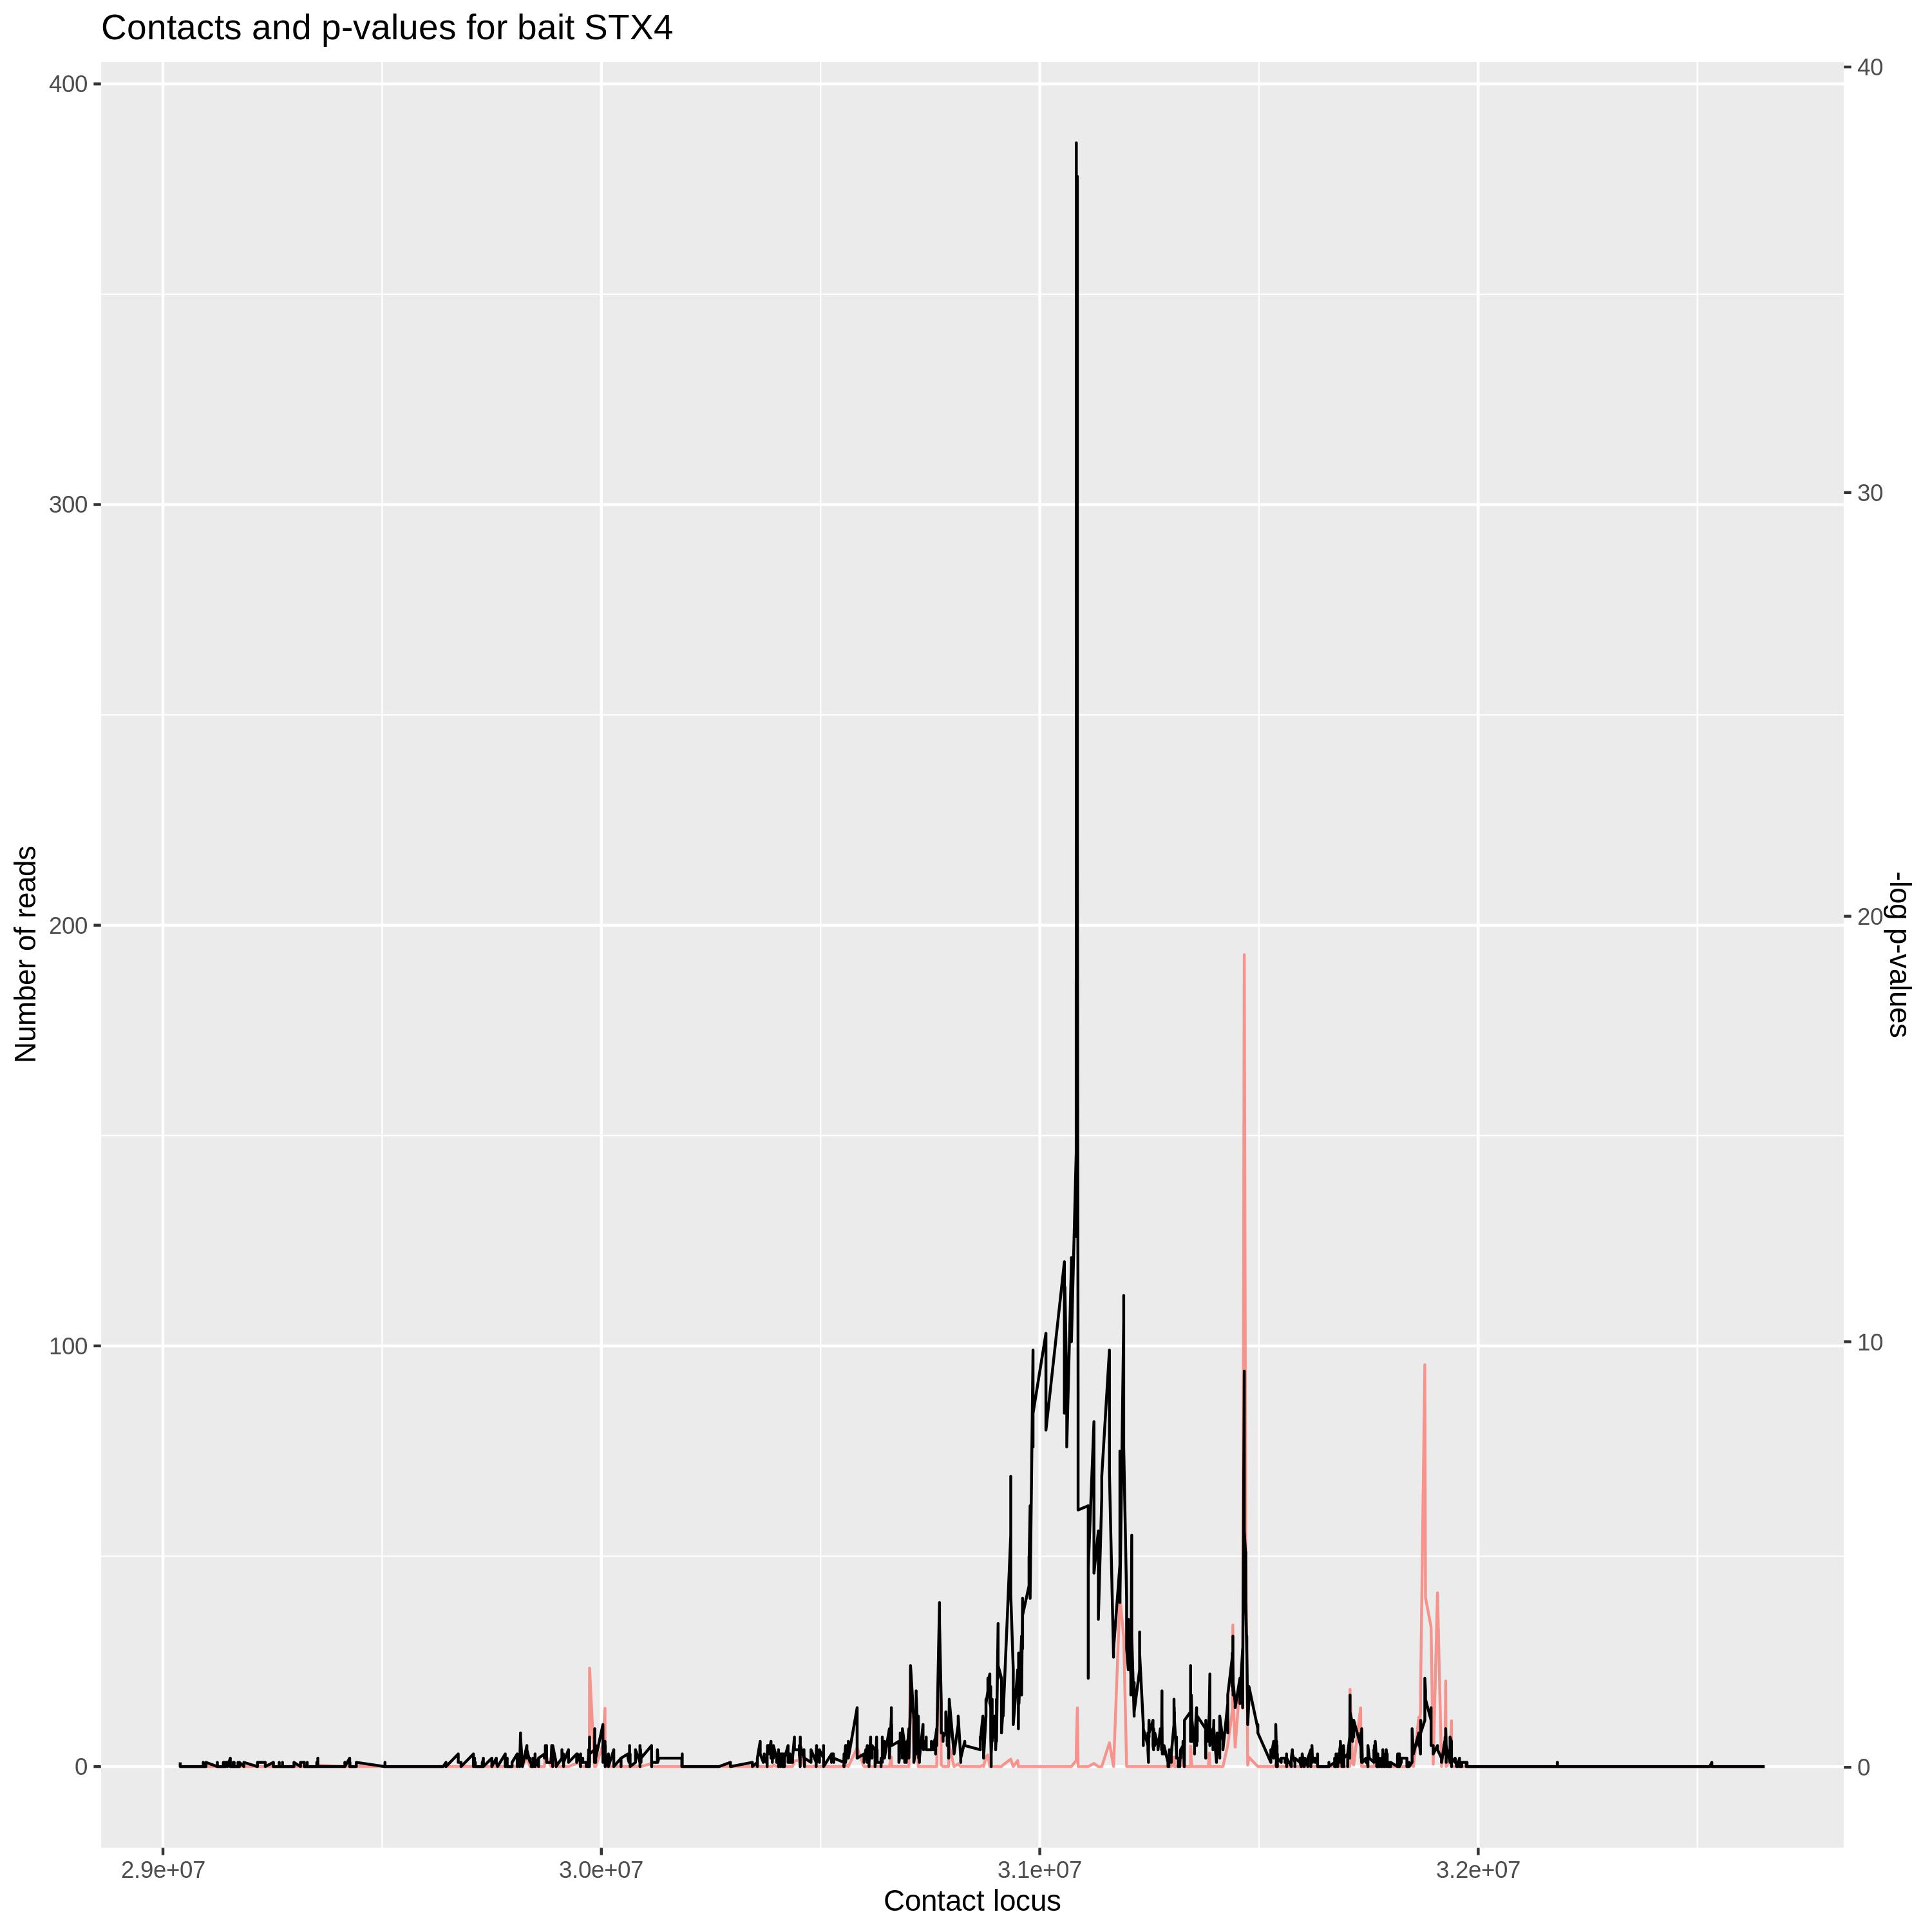 Contacts and p-values for bait STX4
400
300
200
100
0
Number of reads
40
30
20
10
0
-log p-values
2.9e+07
3.0e+07
3.1e+07
3.2e+07
Contact locus